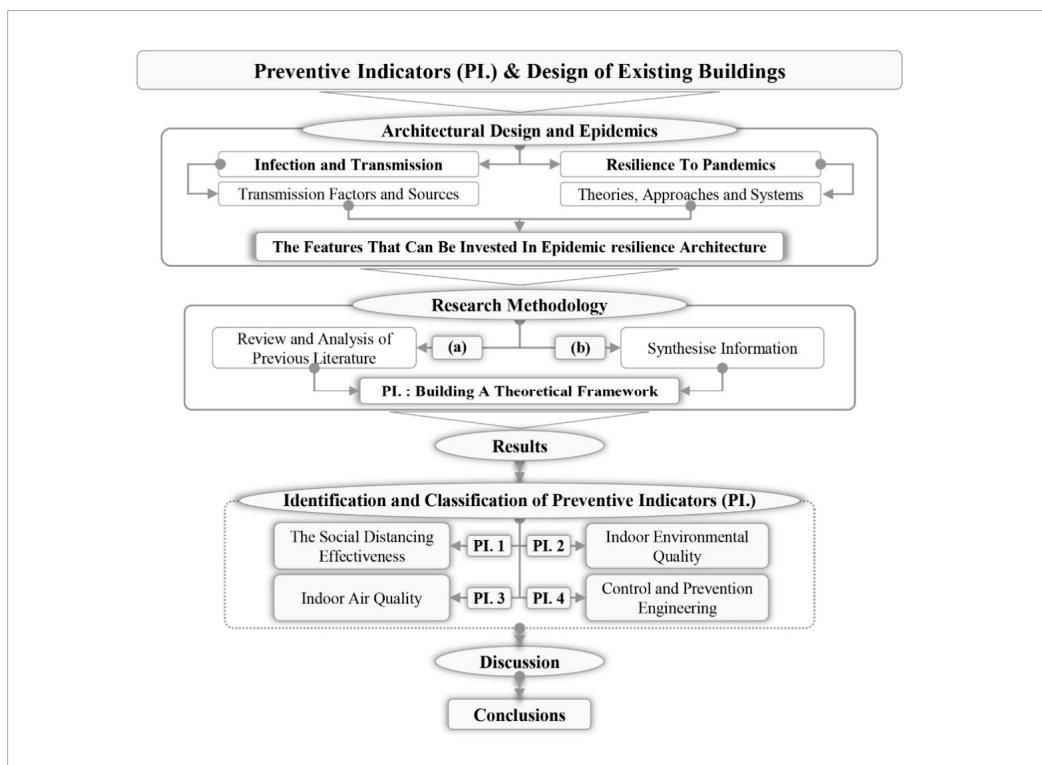 Preventive Indicators (PI.) & Design of Existing Buildings
Architectural Design and Epidemics
Infection and Transmission
Resilience To Pandemics
Transmission Factors and Sources
Theories, Approaches and Systems
The Features That Can Be Invested In Epidemic resilience Architecture
Research Methodology
Review and Analysis of
Previous Literature
(a)
(b)
Synthesise Information
PI. : Building A Theoretical Framework
Results
Identification and Classification of Preventive Indicators (PI.)
The Social Distancing
Effectiveness
PI. 1
PI. 2
Indoor Environmental
Quality
Indoor Air Quality
PI. 3
PI. 4
Control and Prevention
Engineering
Discussion
Conclusions